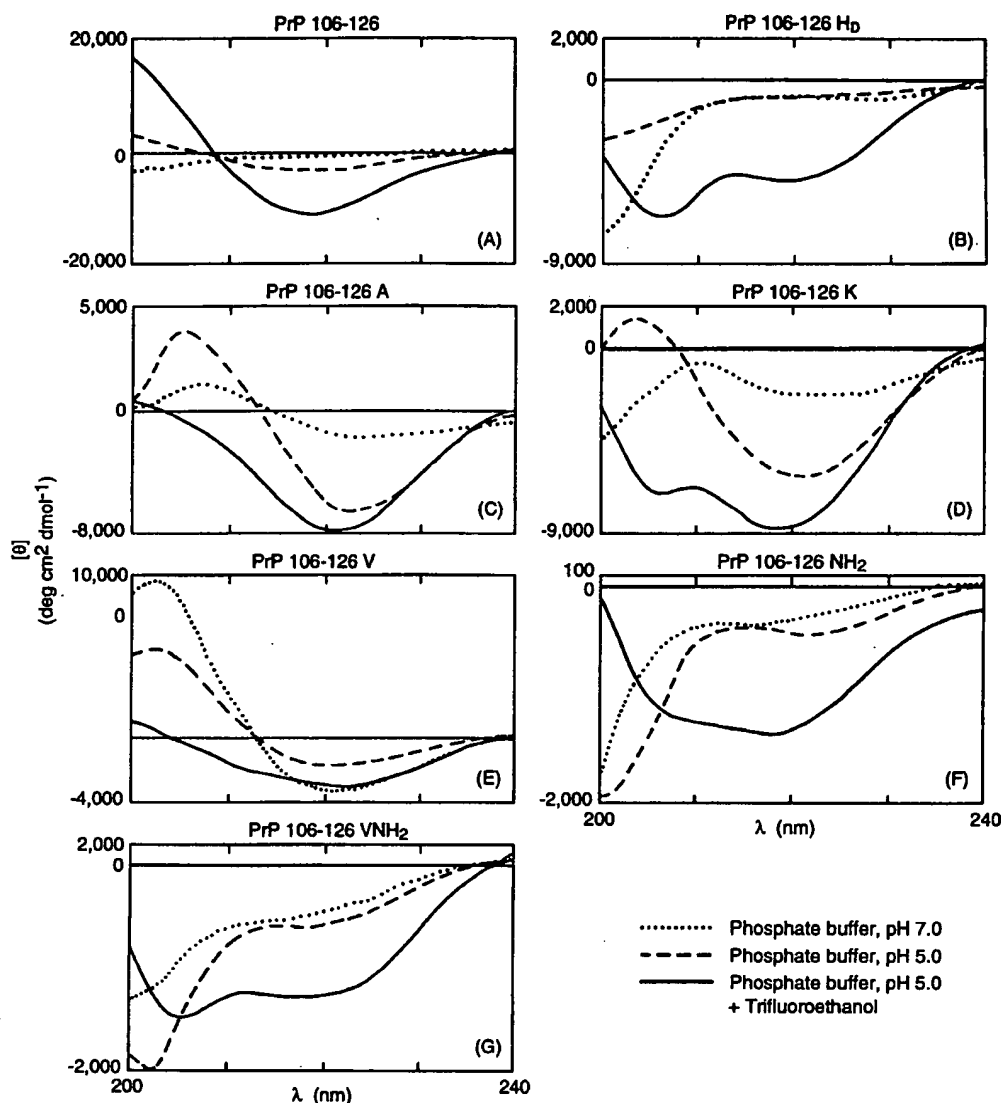 PrP 106-126
20,000
0
-20,000
(A)
PrP 106-126 H_D
2,000
0
-9,000
(B)
PrP 106-126 A
5,000
0
-8,000
(C)
PrP 106-126 K
2,000
0
-9,000
(D)
[θ]
(deg cm² dmol⁻¹)
PrP 106-126 V
10,000
0
-4,000
(E)
PrP 106-126 NH₂
100
0
-2,000
(F)
200
λ (nm)
240
PrP 106-126 VNH₂
2,000
0
-2,000
(G)
200
λ (nm)
240
Phosphate buffer, pH 7.0
Phosphate buffer, pH 5.0
Phosphate buffer, pH 5.0
+ Trifluoroethanol